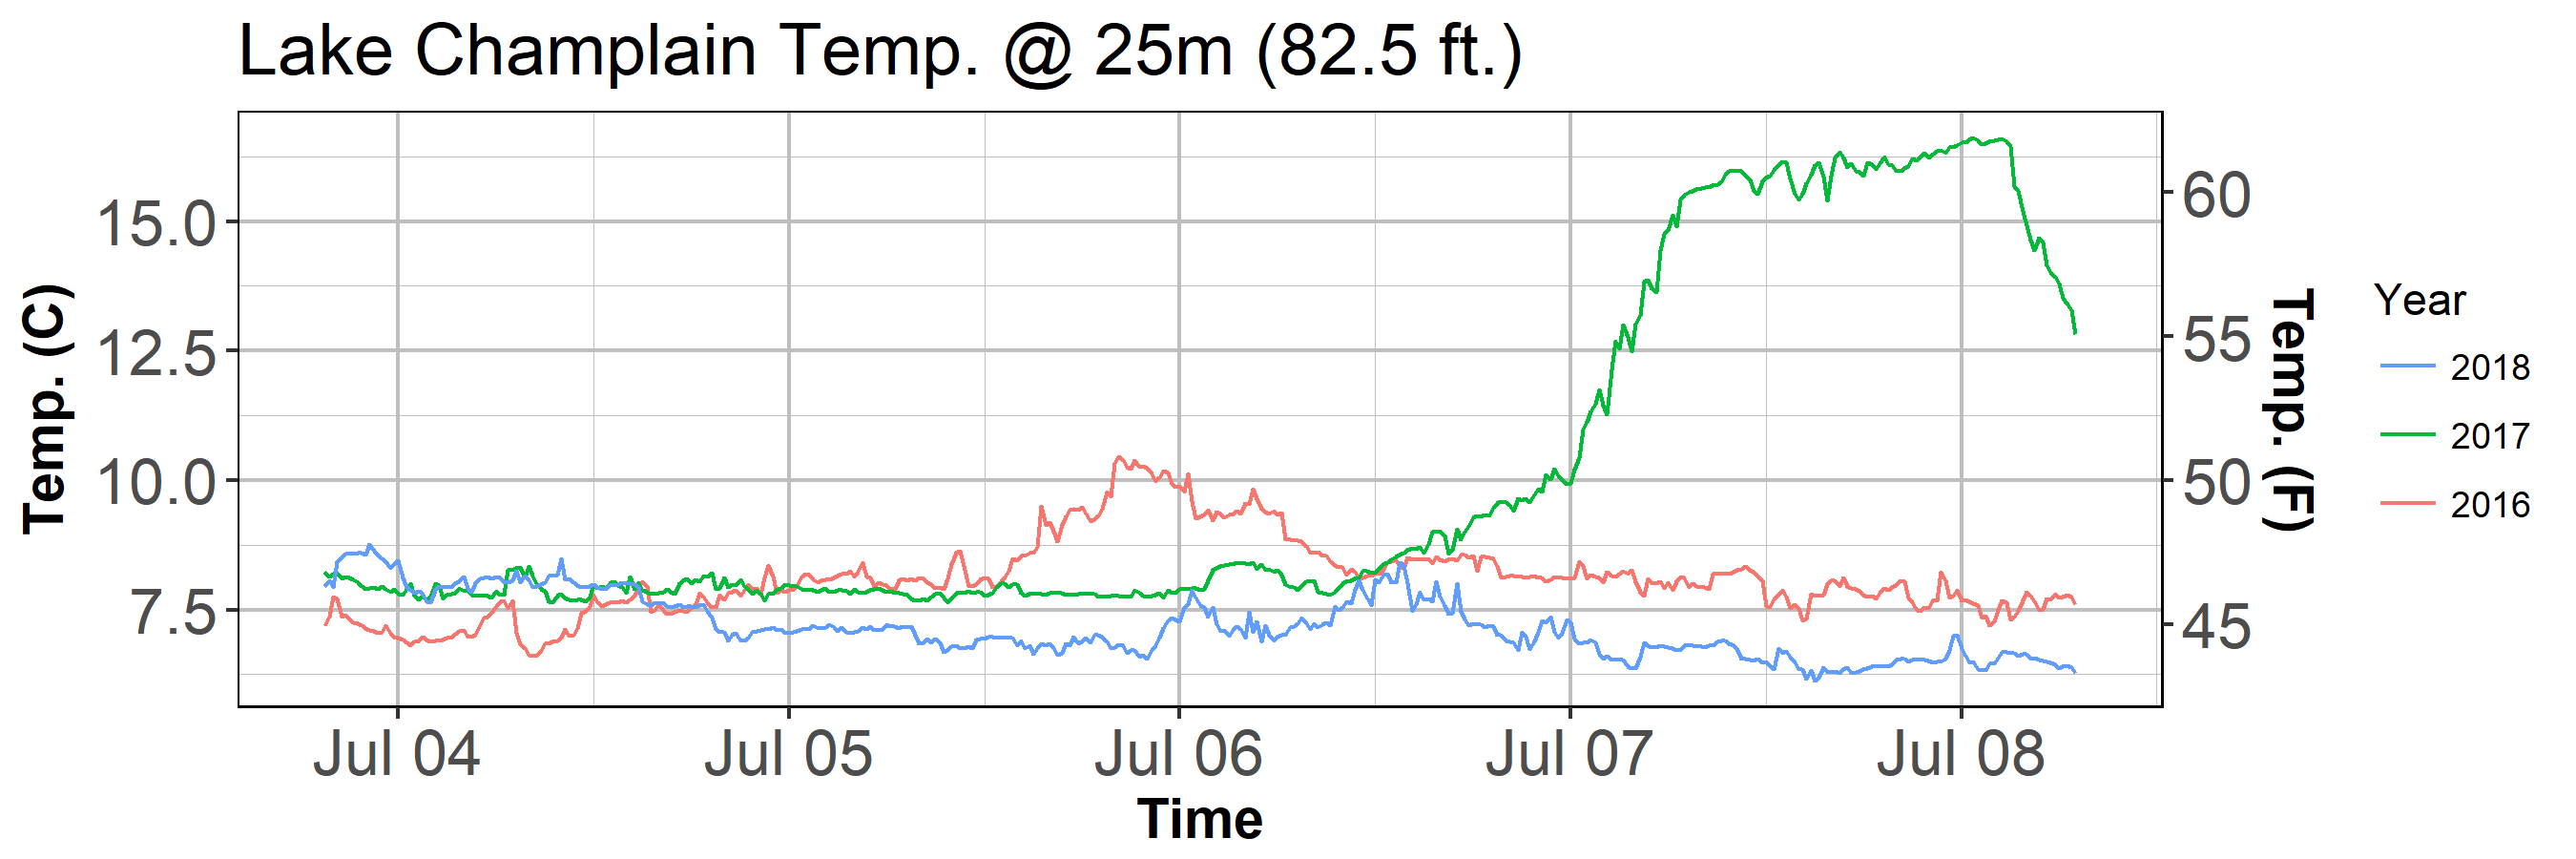 Lake Champlain Temp. @ 25m (82.5 ft.)
Temp. (C)
15.0
12.5
10.0
7.5
60
55
50
45
Temp. (F)
Jul 04
Jul 05
Jul 06
Jul 07
Jul 08
Time
Year
2018
2017
2016